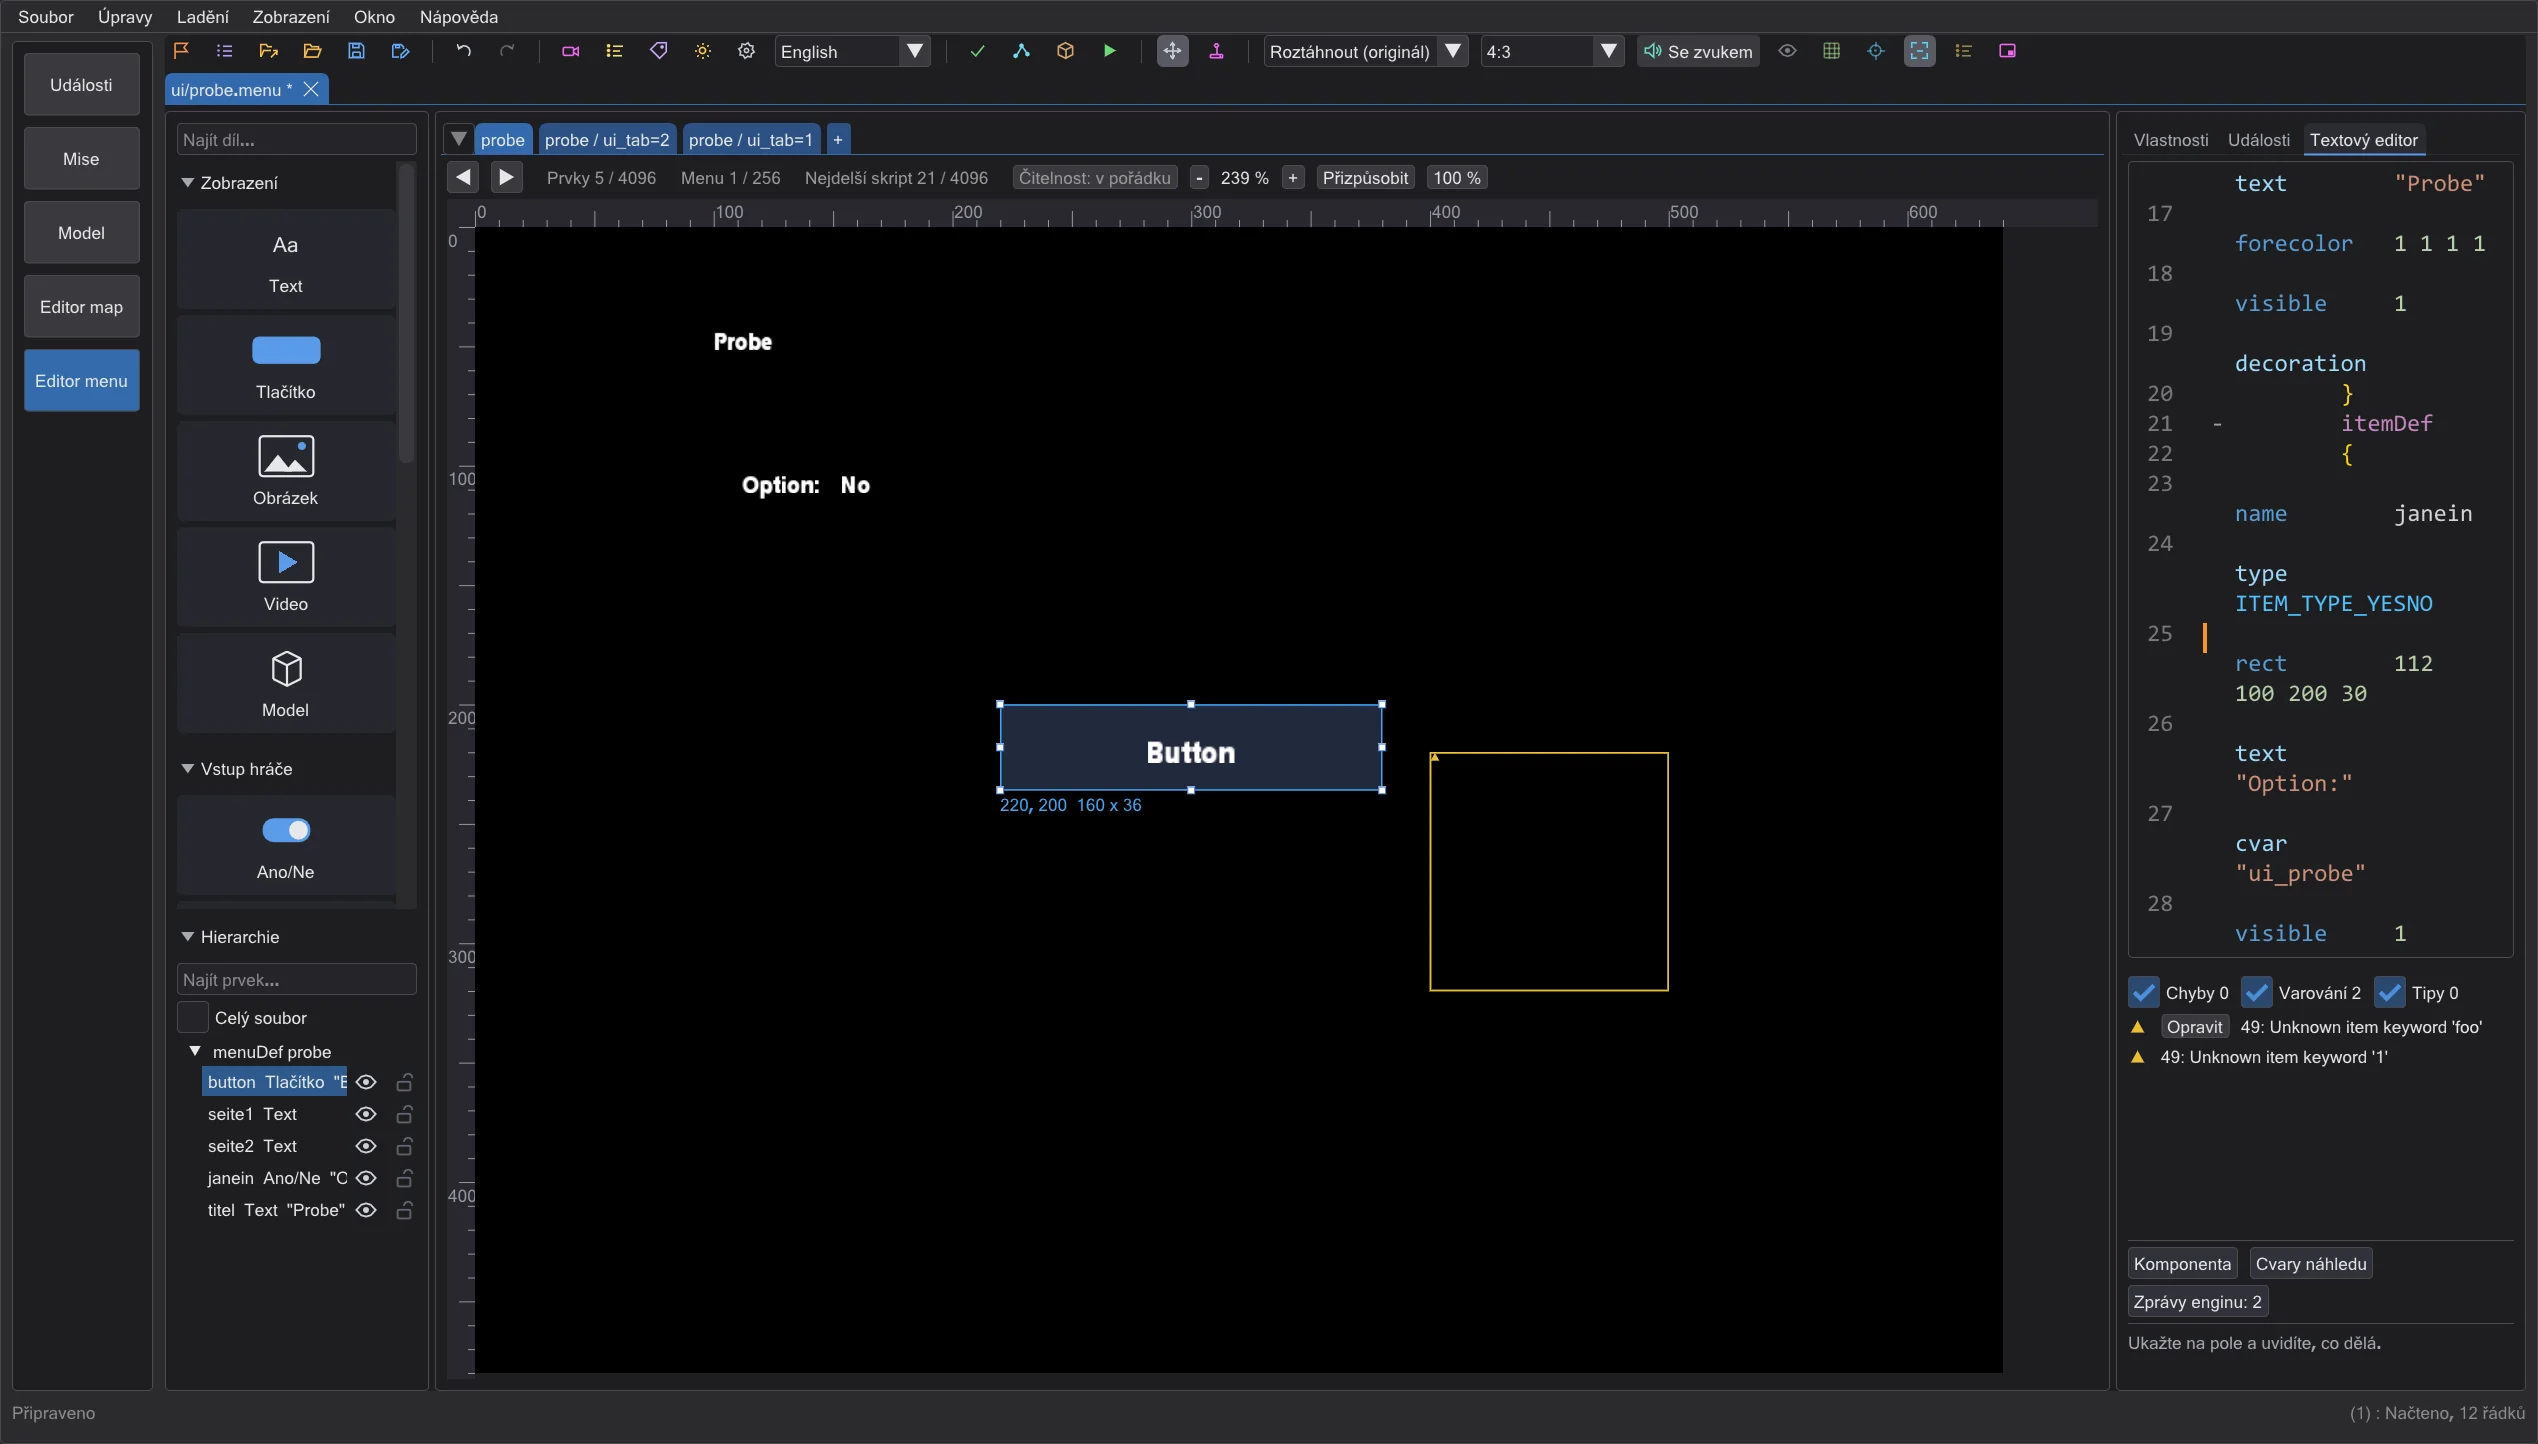 Soubor Úpravy Ladění Zobrazení Okno Nápověda
English
Roztáhnout (originál)
4:3
Se zvukem
Události
Mise
Model
Editor map
Editor menu
ui/probe.menu *
Najít díl...
Zobrazení
Aa
Text
Tlačítko
Obrázek
Video
Model
Vstup hráče
Ano/Ne
Hierarchie
Najít prvek...
Celý soubor
menuDef probe
button Tlačítko
seite1 Text
seite2 Text
janein Ano/Ne
titel Text "Probe"
probe
probe / ui_tab=2
probe / ui_tab=1
+
Prvky 5 / 4096 Menu 1 / 256 Nejdelší skript 21 / 4096 Čitelnost: v pořádku - 239 % + Přizpůsobit 100 %
0 100 200 300 400 500 600
0
100
200
300
400
Probe
Option: No
Button
220, 200 160 x 36
Vlastnosti Události Textový editor
text "Probe"
17
forecolor 1 1 1 1
18
visible 1
19
decoration
20 }
21 - itemDef
22 {
23
name janein
24
type
ITEM_TYPE_YESNO
25
rect 112
100 200 30
26
text
"Option:"
27
cvar
"ui_probe"
28
visible 1
Chyby 0 Varování 2 Tipy 0
Opravit 49: Unknown item keyword 'foo'
49: Unknown item keyword '1'
Komponenta Cvary náhledu
Zprávy enginu: 2
Ukažte na pole a uvidíte, co dělá.
Připraveno
(1) : Načteno, 12 řádků